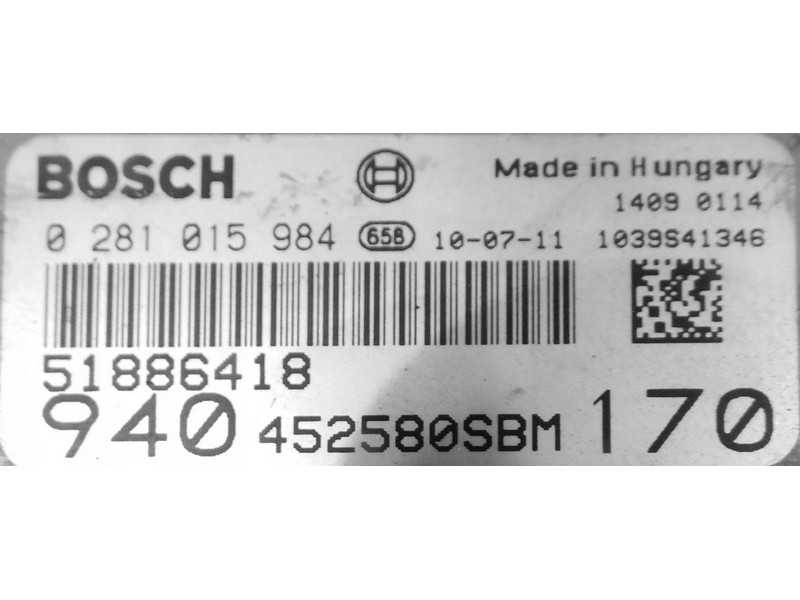 BOSCH Made in Hungary
1409 0114
0 281 015 984 658 10-07-11 1039S41346
51886418
940 452580SBM 170